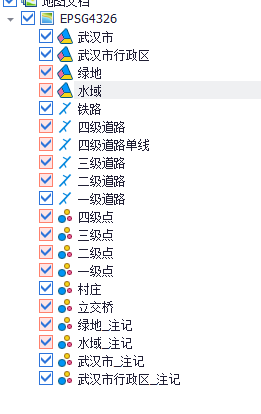 地图文档
EPSG4326
武汉市
武汉市行政区
绿地
水域
铁路
四级道路
四级道路单线
三级道路
二级道路
一级道路
四级点
三级点
二级点
一级点
村庄
立交桥
绿地_注记
水域_注记
武汉市_注记
武汉市行政区_注记